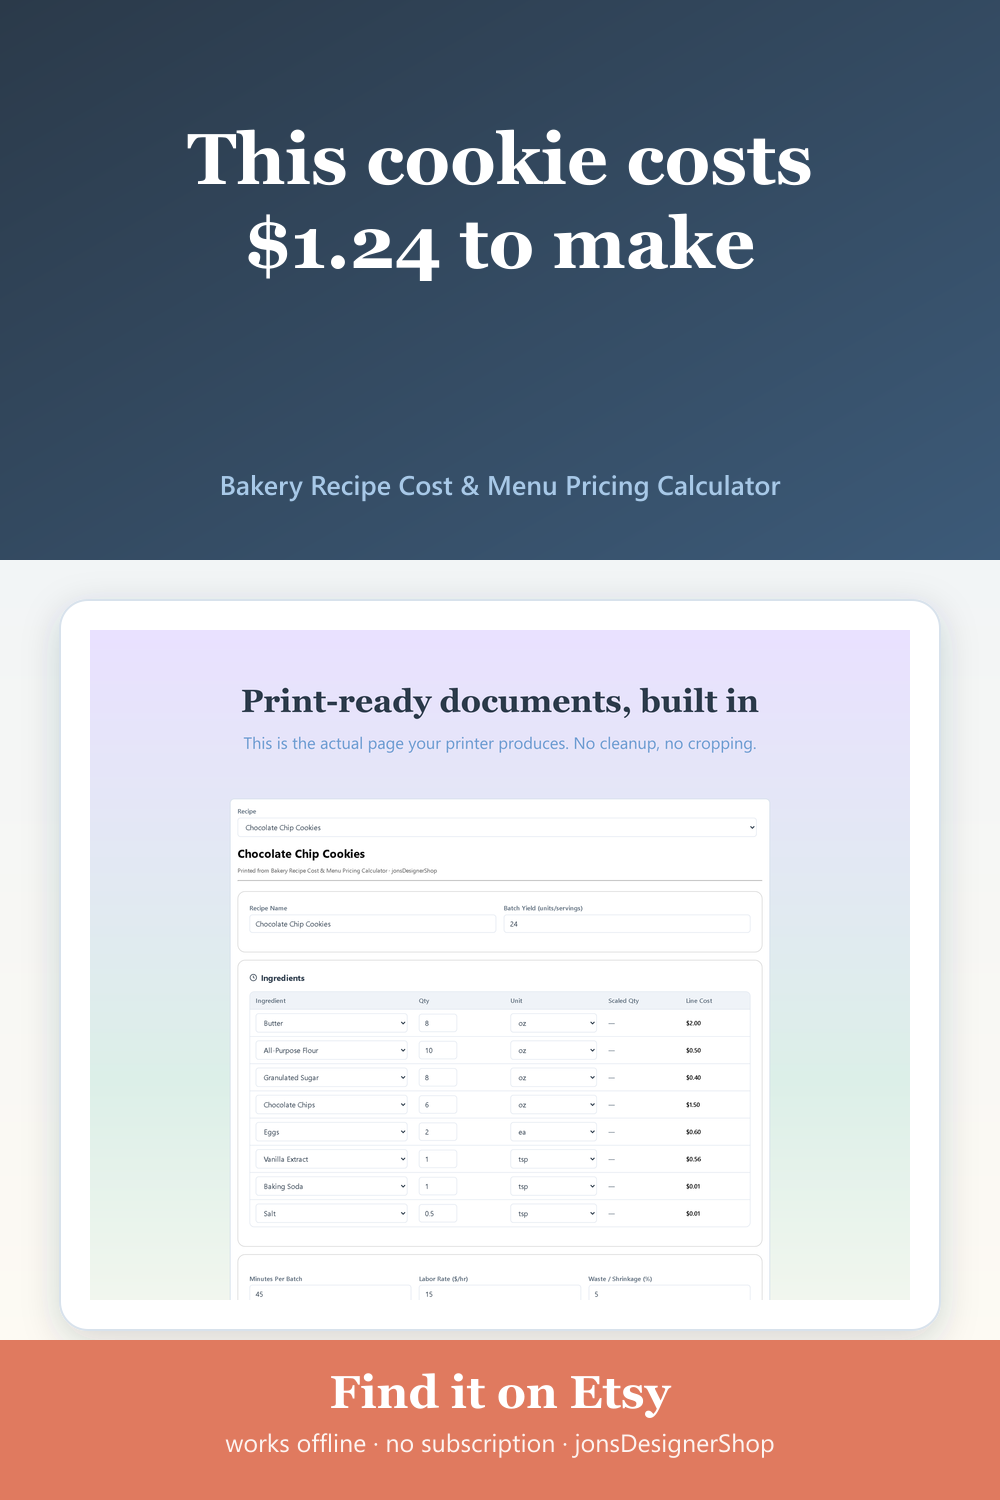 This cookie costs
$1.24 to make
Bakery Recipe Cost & Menu Pricing Calculator
Print-ready documents, built in
This is the actual page your printer produces. No cleanup, no cropping.
Recipe
Chocolate Chip Cookies
Chocolate Chip Cookies
Printed from Bakery Recipe Cost & Menu Pricing Calculator · jonsDesignerShop
Recipe Name Batch Yield (units/servings)
Chocolate Chip Cookies 24
Ingredients
Ingredient Qty Unit Scaled Qty Line Cost
Butter 8 oz — $2.00
All-Purpose Flour 10 oz — $0.50
Granulated Sugar 8 oz — $0.40
Chocolate Chips 6 oz — $1.50
Eggs 2 ea — $0.60
Vanilla Extract 1 tsp — $0.56
Baking Soda 1 tsp — $0.01
Salt 0.5 tsp — $0.01
Minutes Per Batch Labor Rate ($/hr) Waste / Shrinkage (%)
45 15 5
Find it on Etsy
works offline · no subscription · jonsDesignerShop